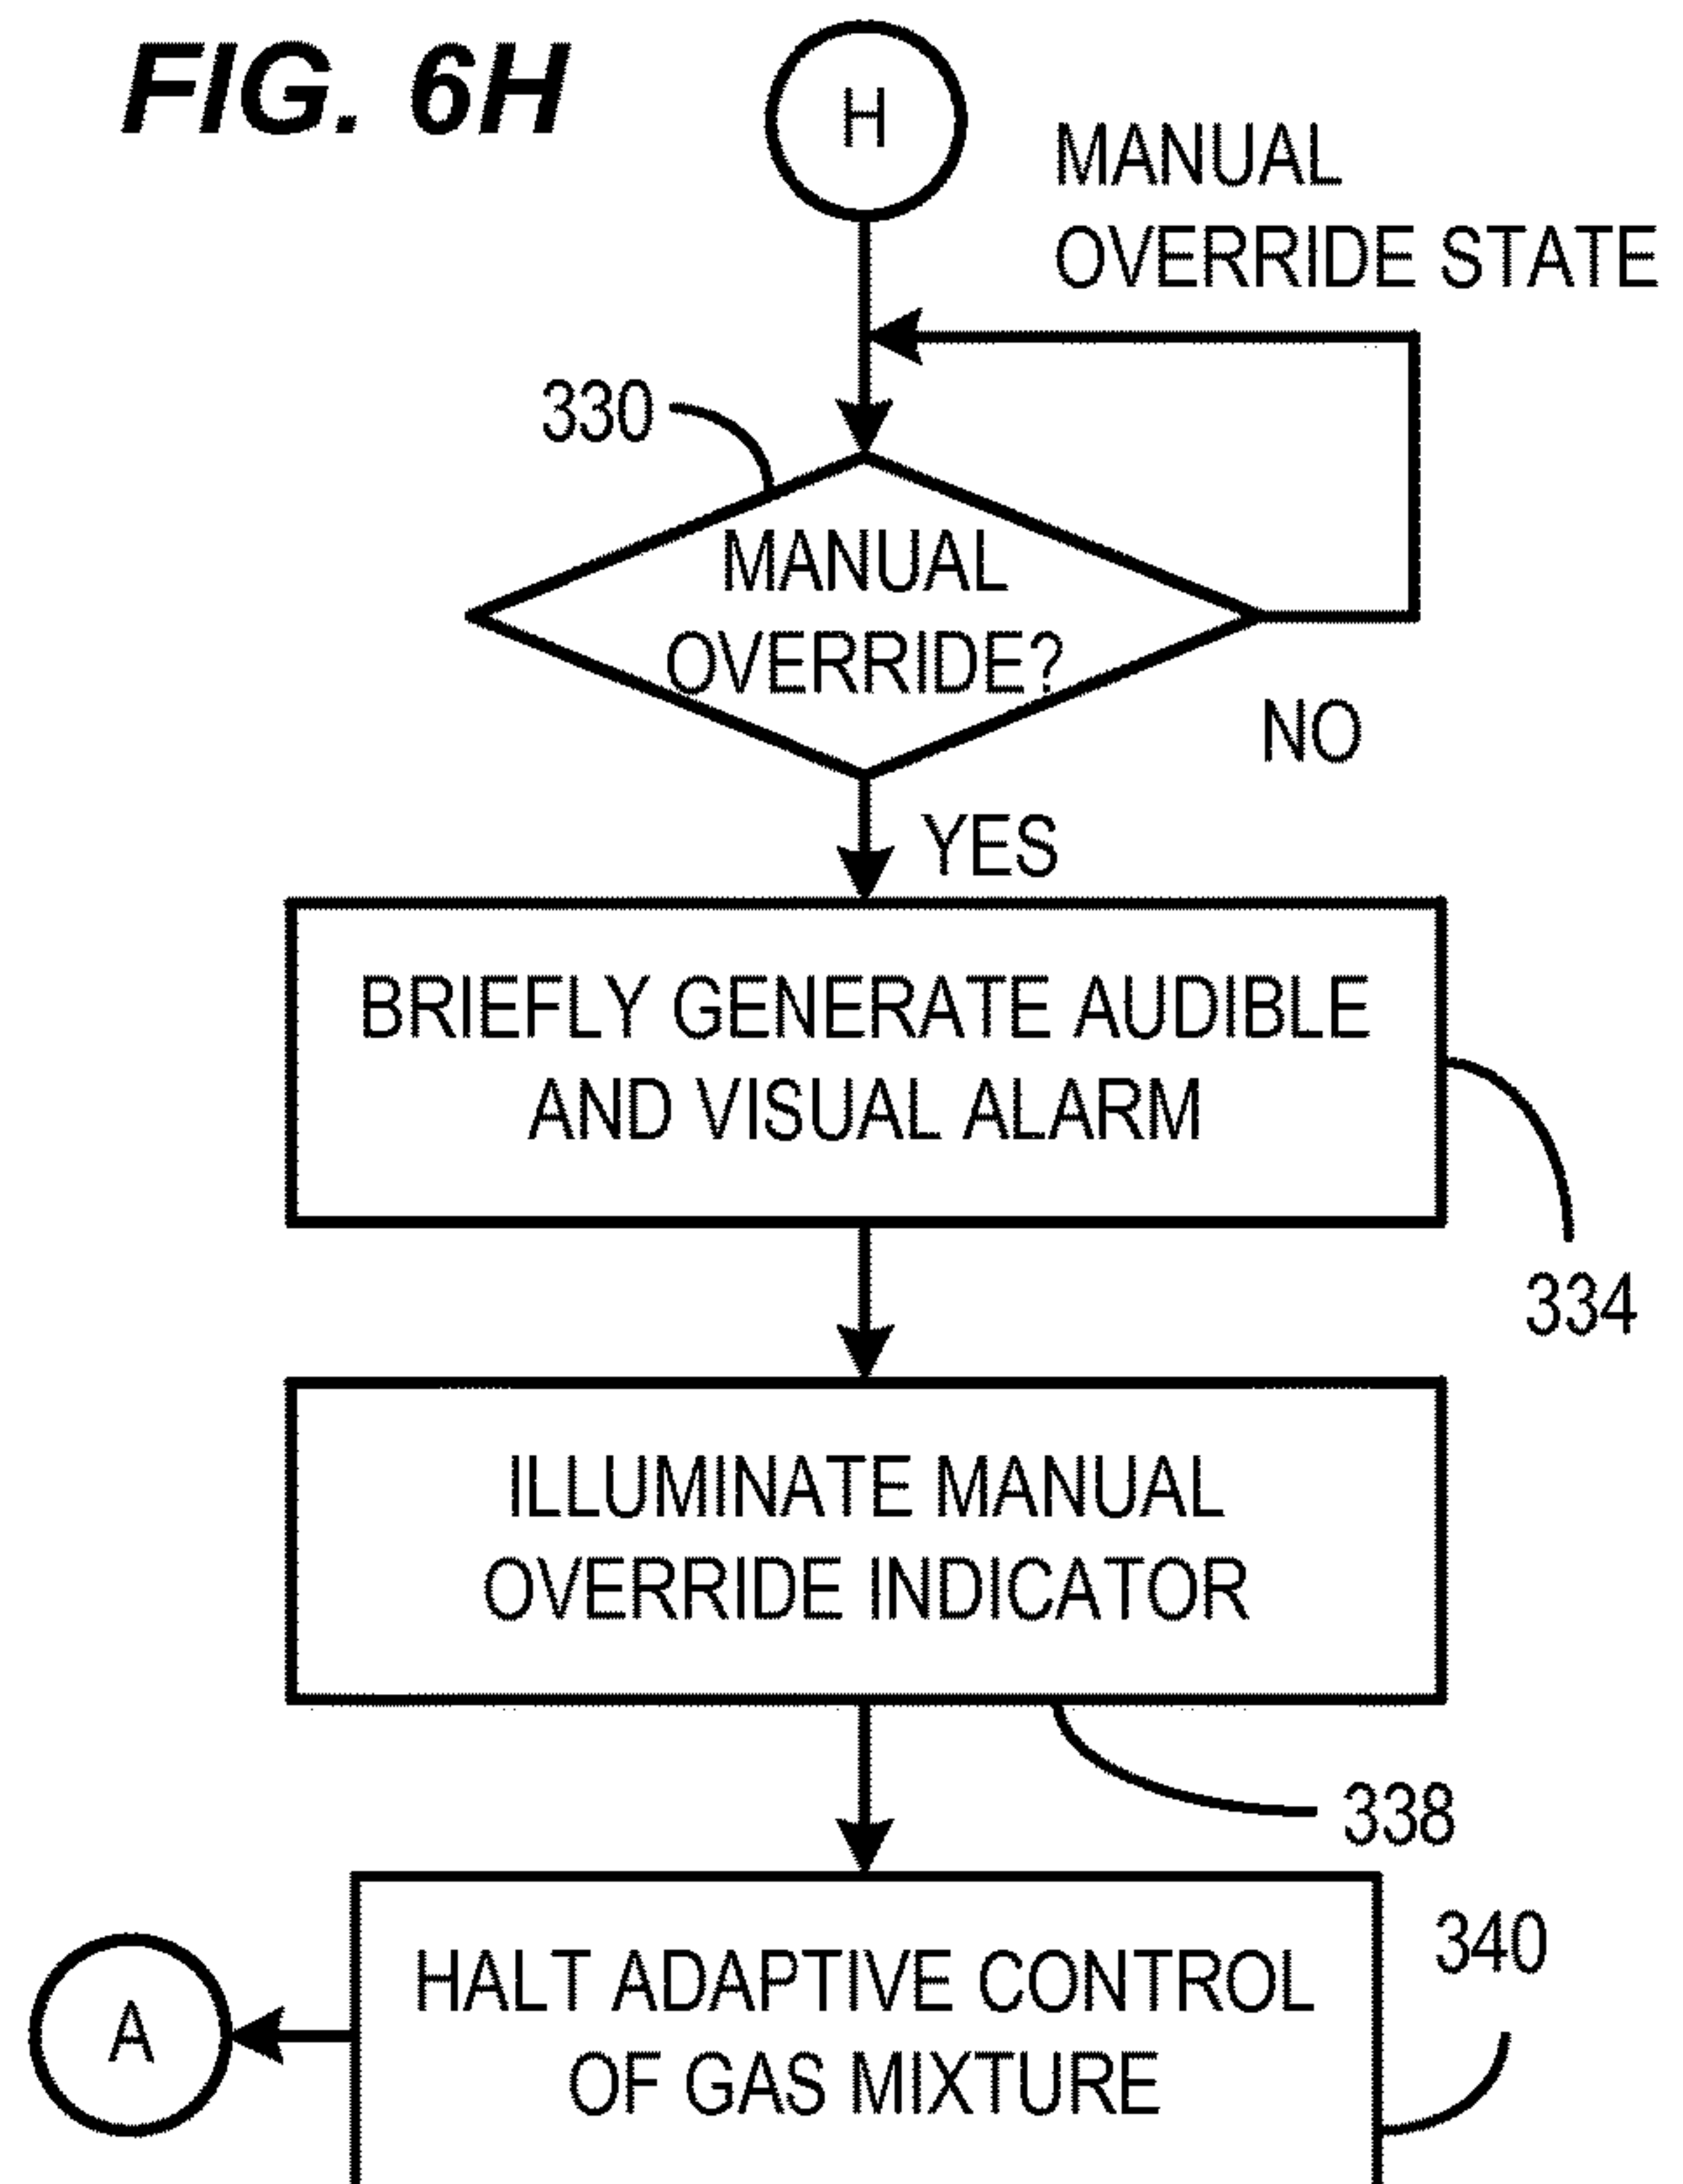 FIG. 6H
H
MANUAL
OVERRIDE STATE
330
MANUAL
OVERRIDE?
NO
YES
BRIEFLY GENERATE AUDIBLE
AND VISUAL ALARM
334
ILLUMINATE MANUAL
OVERRIDE INDICATOR
338
340
HALT ADAPTIVE CONTROL
OF GAS MIXTURE
A